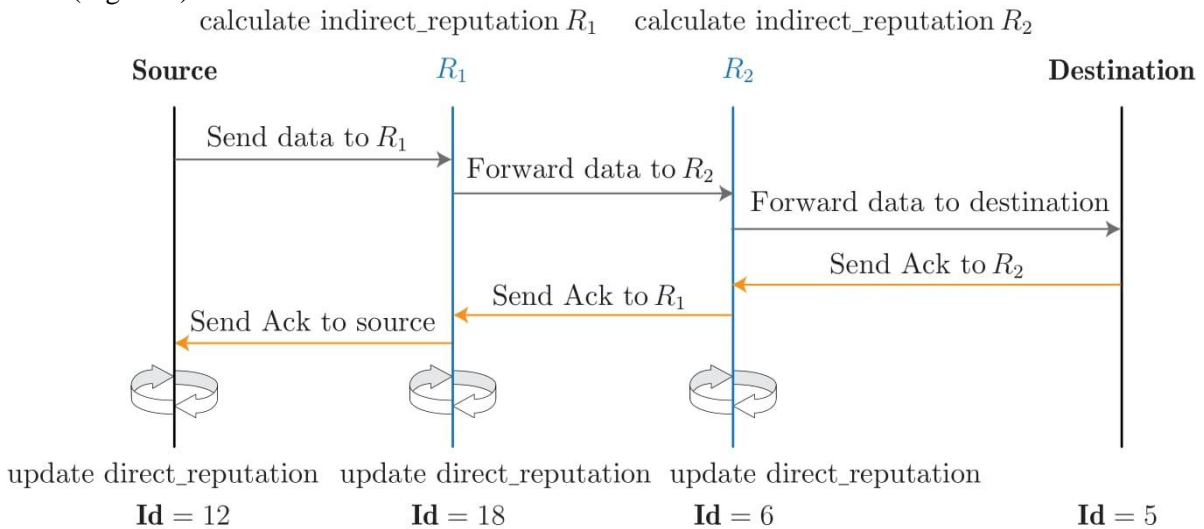 calculate indirect_reputation R₁ calculate indirect_reputation R₂
Source R₁ R₂ Destination
Send data to R₁
Forward data to R₂
Forward data to destination
Send Ack to R₂
Send Ack to R₁
Send Ack to source
update direct_reputation update direct_reputation update direct_reputation
Id = 12 Id = 18 Id = 6 Id = 5